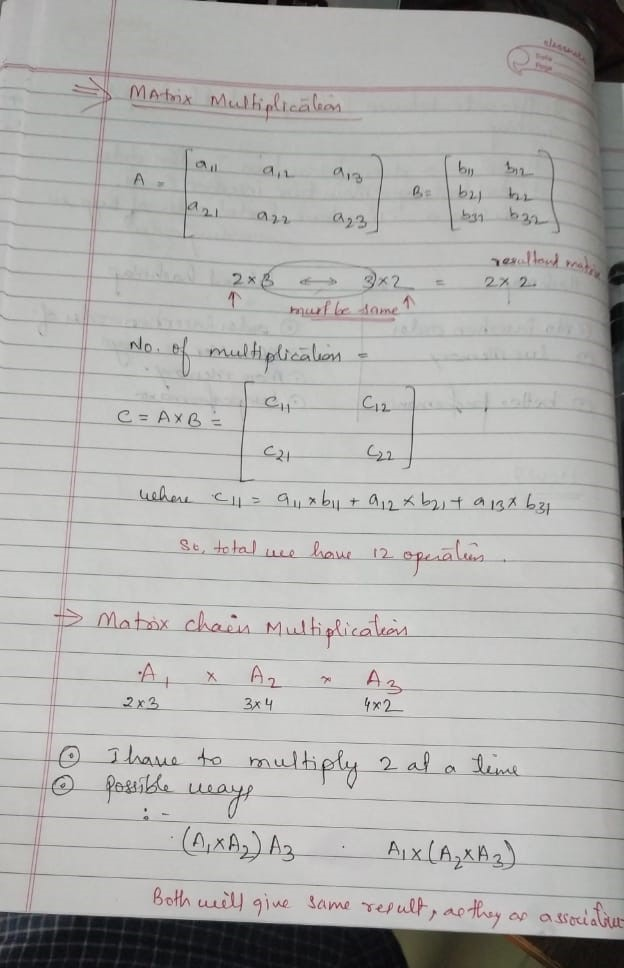 classmate
Date
Page
⇒ Matrix Multiplication
A = [a11 a12 a13
a21 a22 a23] B = [b11 b12
b21 b22
b31 b32]
resultant matrix
2×3 ↔ 3×2 = 2×2
↑ must be same ↑
No. of multiplication =
C = A×B = [C11 C12
C21 C22]
where C11 = a11×b11 + a12×b21 + a13×b31
So, total we have 12 operation.
→ Matrix chain Multiplication
A1 × A2 × A3
2×3 3×4 4×2
⊙ I have to multiply 2 at a time
⊙ possible ways
:-
(A1×A2)A3 . A1×(A2×A3)
Both will give same result, as they are associative